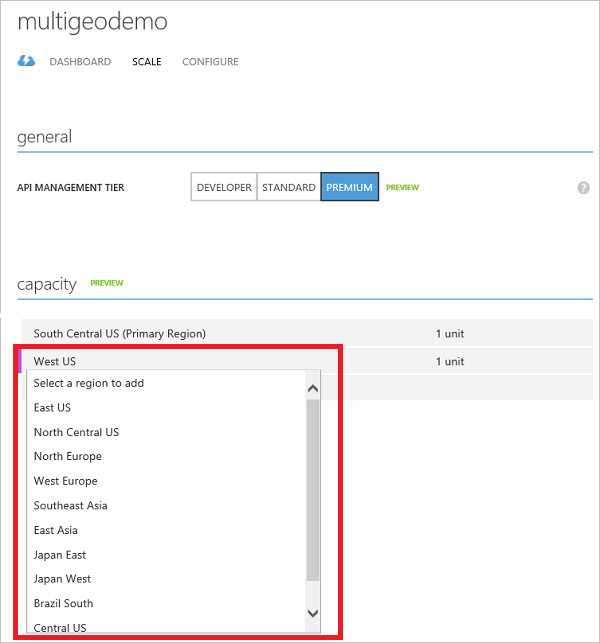 multigeodemo
DASHBOARD SCALE CONFIGURE
general
API MANAGEMENT TIER DEVELOPER STANDARD PREMIUM PREVIEW ?
capacity PREVIEW
South Central US (Primary Region) 1 unit
West US 1 unit
Select a region to add
East US
North Central US
North Europe
West Europe
Southeast Asia
East Asia
Japan East
Japan West
Brazil South
Central US